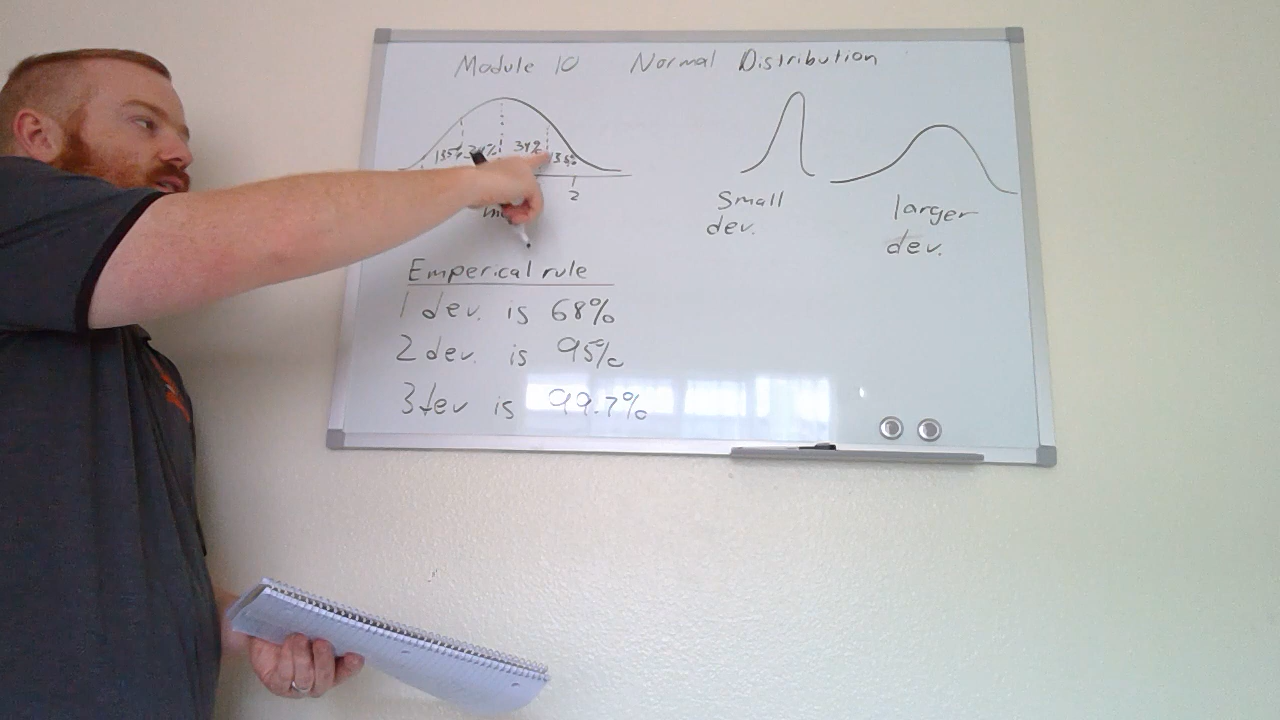 Module 10 Normal Distribution
13.5% 34% 34% 13.5%
2
Small
dev.
larger
dev.
Emperical rule
1 dev. is 68%
2 dev. is 95%
3 dev is 99.7%